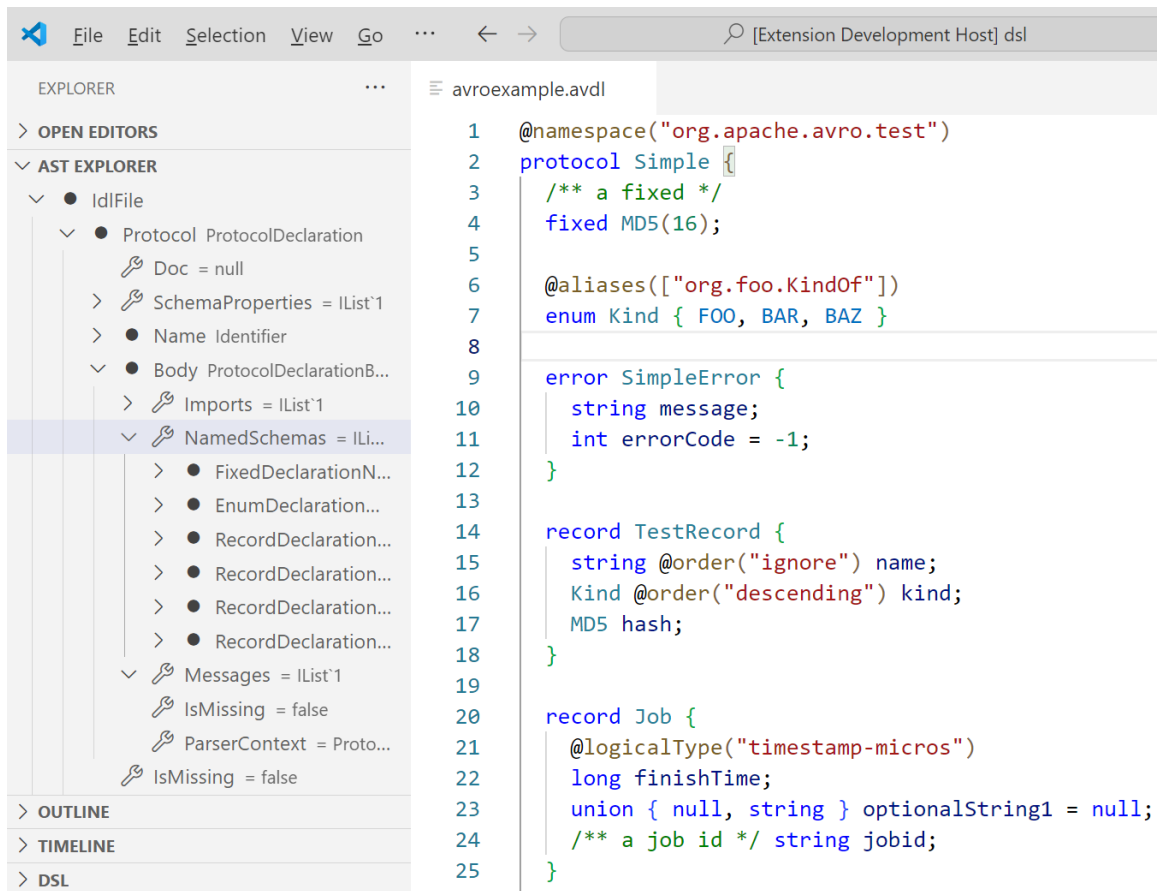 File Edit Selection View Go ··· ← → [Extension Development Host] dsl
EXPLORER ···
OPEN EDITORS
AST EXPLORER
IdlFile
Protocol ProtocolDeclaration
Doc = null
SchemaProperties = IList`1
Name Identifier
Body ProtocolDeclarationB...
Imports = IList`1
NamedSchemas = ILi...
FixedDeclarationN...
EnumDeclaration...
RecordDeclaration...
RecordDeclaration...
RecordDeclaration...
RecordDeclaration...
Messages = IList`1
IsMissing = false
ParserContext = Proto...
IsMissing = false
OUTLINE
TIMELINE
DSL
avroexample.avdl
1 @namespace("org.apache.avro.test")
2 protocol Simple {
3 /** a fixed */
4 fixed MD5(16);
5
6 @aliases(["org.foo.KindOf"])
7 enum Kind { FOO, BAR, BAZ }
8
9 error SimpleError {
10 string message;
11 int errorCode = -1;
12 }
13
14 record TestRecord {
15 string @order("ignore") name;
16 Kind @order("descending") kind;
17 MD5 hash;
18 }
19
20 record Job {
21 @logicalType("timestamp-micros")
22 long finishTime;
23 union { null, string } optionalString1 = null;
24 /** a job id */ string jobid;
25 }